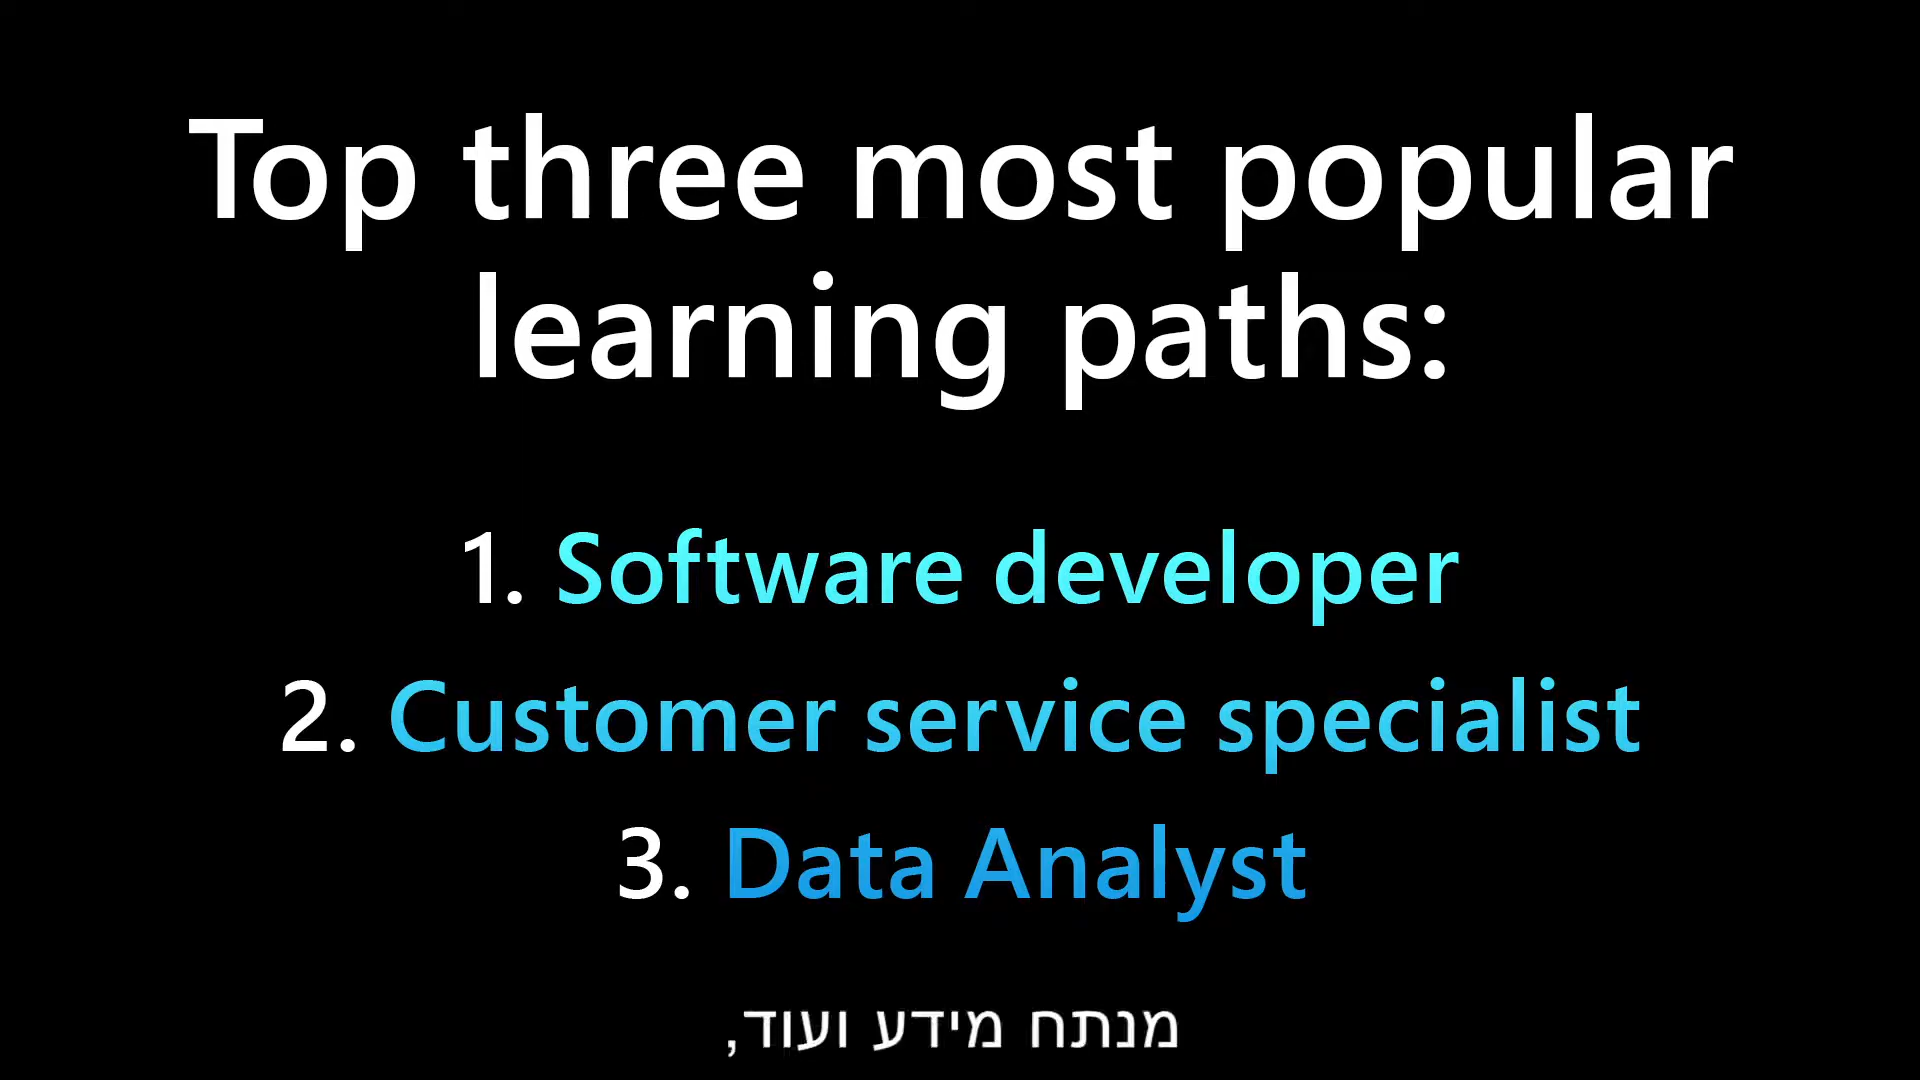 Top three most popular
learning paths:
1. Software developer
2. Customer service specialist
3. Data Analyst
מנתח מידע ועוד,